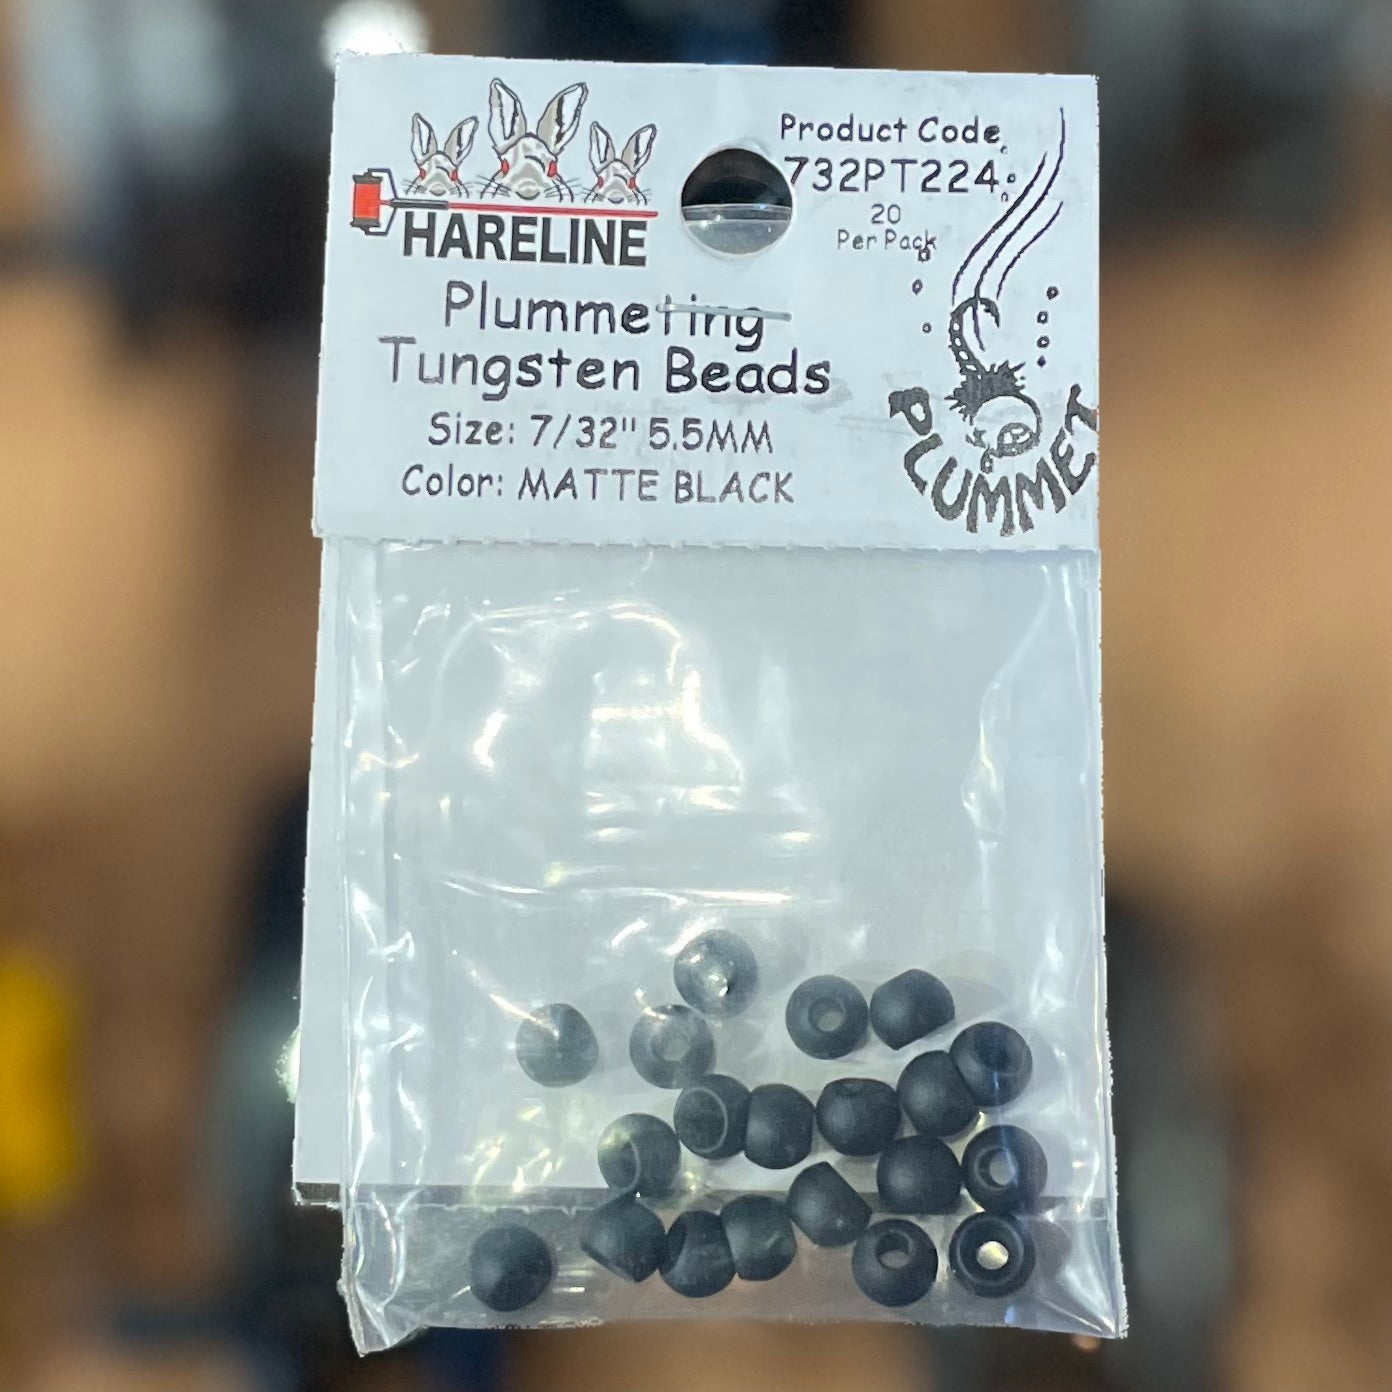 HARELINE
Product Code
732PT224
20
Per Pack
Plummeting
Tungsten Beads
Size: 7/32" 5.5MM
Color: MATTE BLACK
PLUMMET